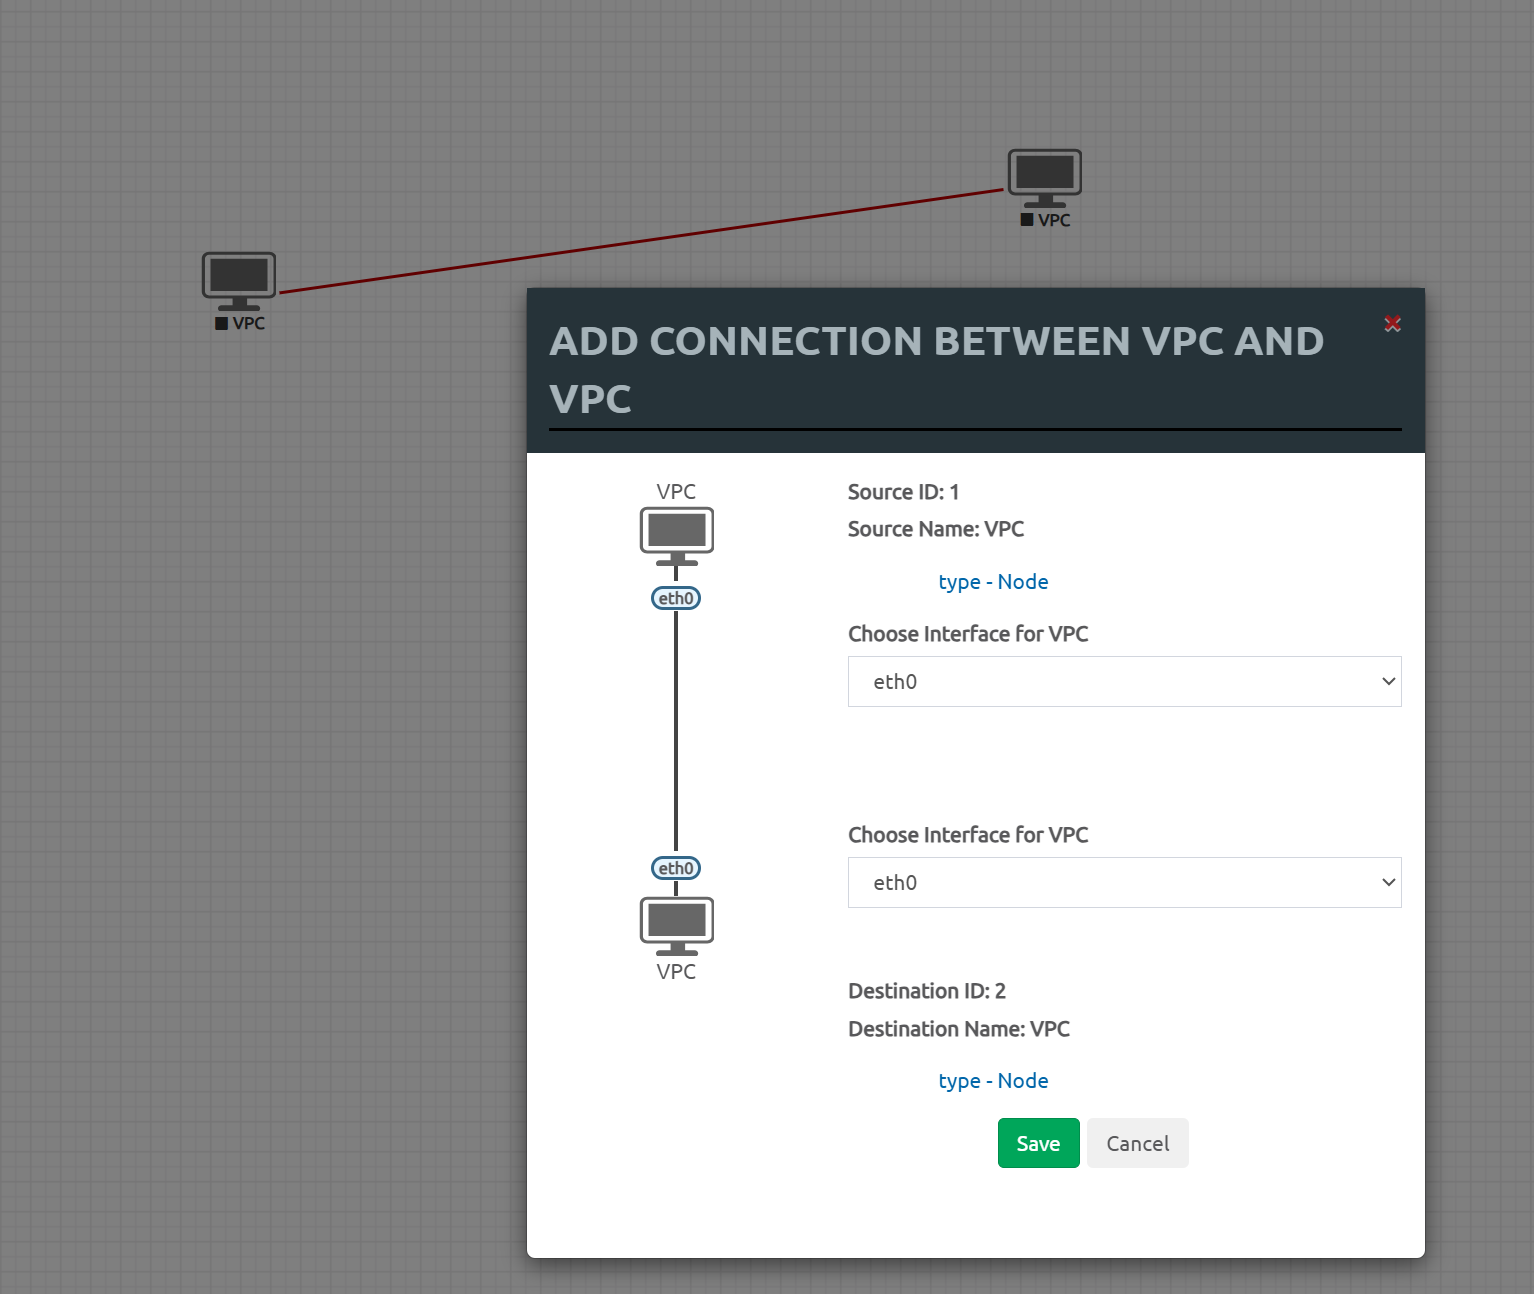 VPC
VPC
ADD CONNECTION BETWEEN VPC AND
VPC
VPC
eth0
eth0
VPC
Source ID: 1
Source Name: VPC
type - Node
Choose Interface for VPC
eth0
Choose Interface for VPC
eth0
Destination ID: 2
Destination Name: VPC
type - Node
Save
Cancel